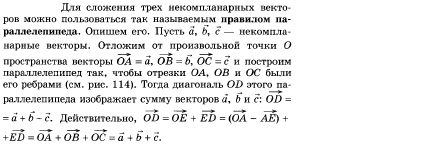 Для сложения трех некомпланарных векто-
ров можно пользоваться так называемым правилом па-
раллелепипеда. Опишем его. Пусть a⃗, b⃗, c⃗ — некомпла-
нарные векторы. Отложим от произвольной точки O
пространства векторы OA⃗ = a⃗, OB⃗ = b⃗, OC⃗ = c⃗ и построим
параллелепипед так, чтобы отрезки OA, OB и OC были
его ребрами (см. рис. 114). Тогда диагональ OD этого па-
раллелепипеда изображает сумму векторов a⃗, b⃗ и c⃗: OD⃗ =
= a⃗ + b⃗ - c⃗. Действительно, OD⃗ = OE⃗ + ED⃗ = (OA⃗ - AE⃗) +
+ED⃗ = OA⃗ + OB⃗ + OC⃗ = a⃗ + b⃗ + c⃗.